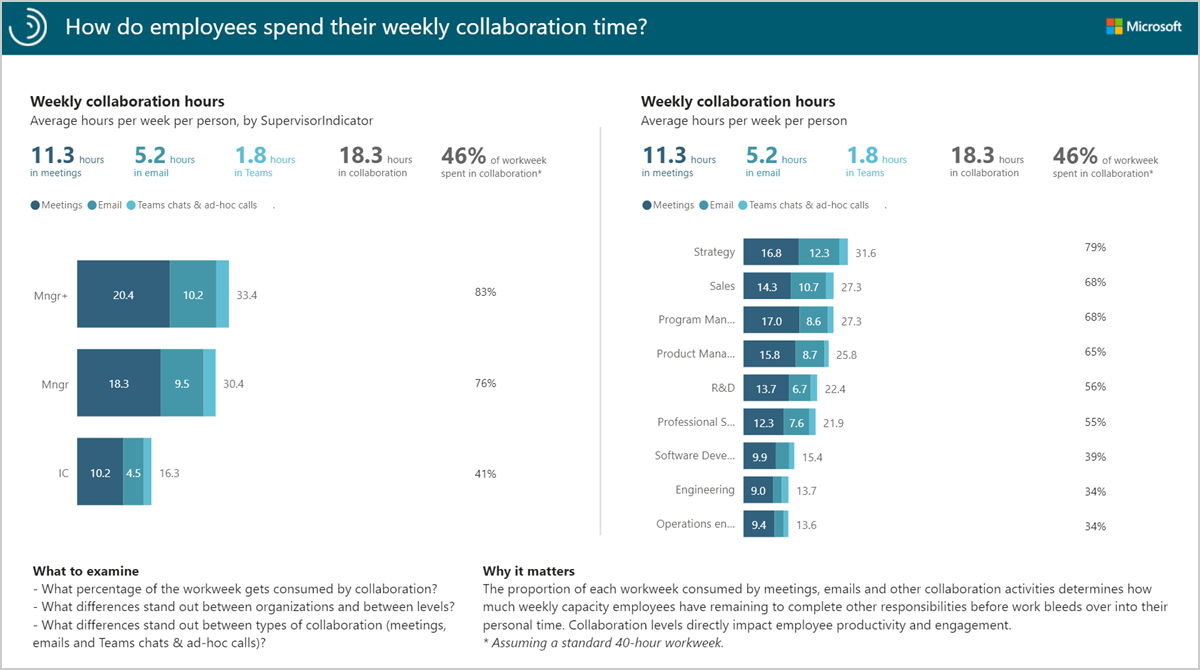 How do employees spend their weekly collaboration time?
Microsoft
Weekly collaboration hours
Average hours per week per person, by SupervisorIndicator
11.3 hours
in meetings
5.2 hours
in email
1.8 hours
in Teams
18.3 hours
in collaboration
46% of workweek
spent in collaboration*
Meetings Email Teams chats & ad-hoc calls .
Mngr+ 20.4 10.2 33.4 83%
Mngr 18.3 9.5 30.4 76%
IC 10.2 4.5 16.3 41%
Weekly collaboration hours
Average hours per week per person
11.3 hours
in meetings
5.2 hours
in email
1.8 hours
in Teams
18.3 hours
in collaboration
46% of workweek
spent in collaboration*
Meetings Email Teams chats & ad-hoc calls .
Strategy 16.8 12.3 31.6 79%
Sales 14.3 10.7 27.3 68%
Program Man... 17.0 8.6 27.3 68%
Product Mana... 15.8 8.7 25.8 65%
R&D 13.7 6.7 22.4 56%
Professional S... 12.3 7.6 21.9 55%
Software Deve... 9.9 15.4 39%
Engineering 9.0 13.7 34%
Operations en... 9.4 13.6 34%
What to examine
- What percentage of the workweek gets consumed by collaboration?
- What differences stand out between organizations and between levels?
- What differences stand out between types of collaboration (meetings,
emails and Teams chats & ad-hoc calls)?
Why it matters
The proportion of each workweek consumed by meetings, emails and other collaboration activities determines how
much weekly capacity employees have remaining to complete other responsibilities before work bleeds over into their
personal time. Collaboration levels directly impact employee productivity and engagement.
* Assuming a standard 40-hour workweek.